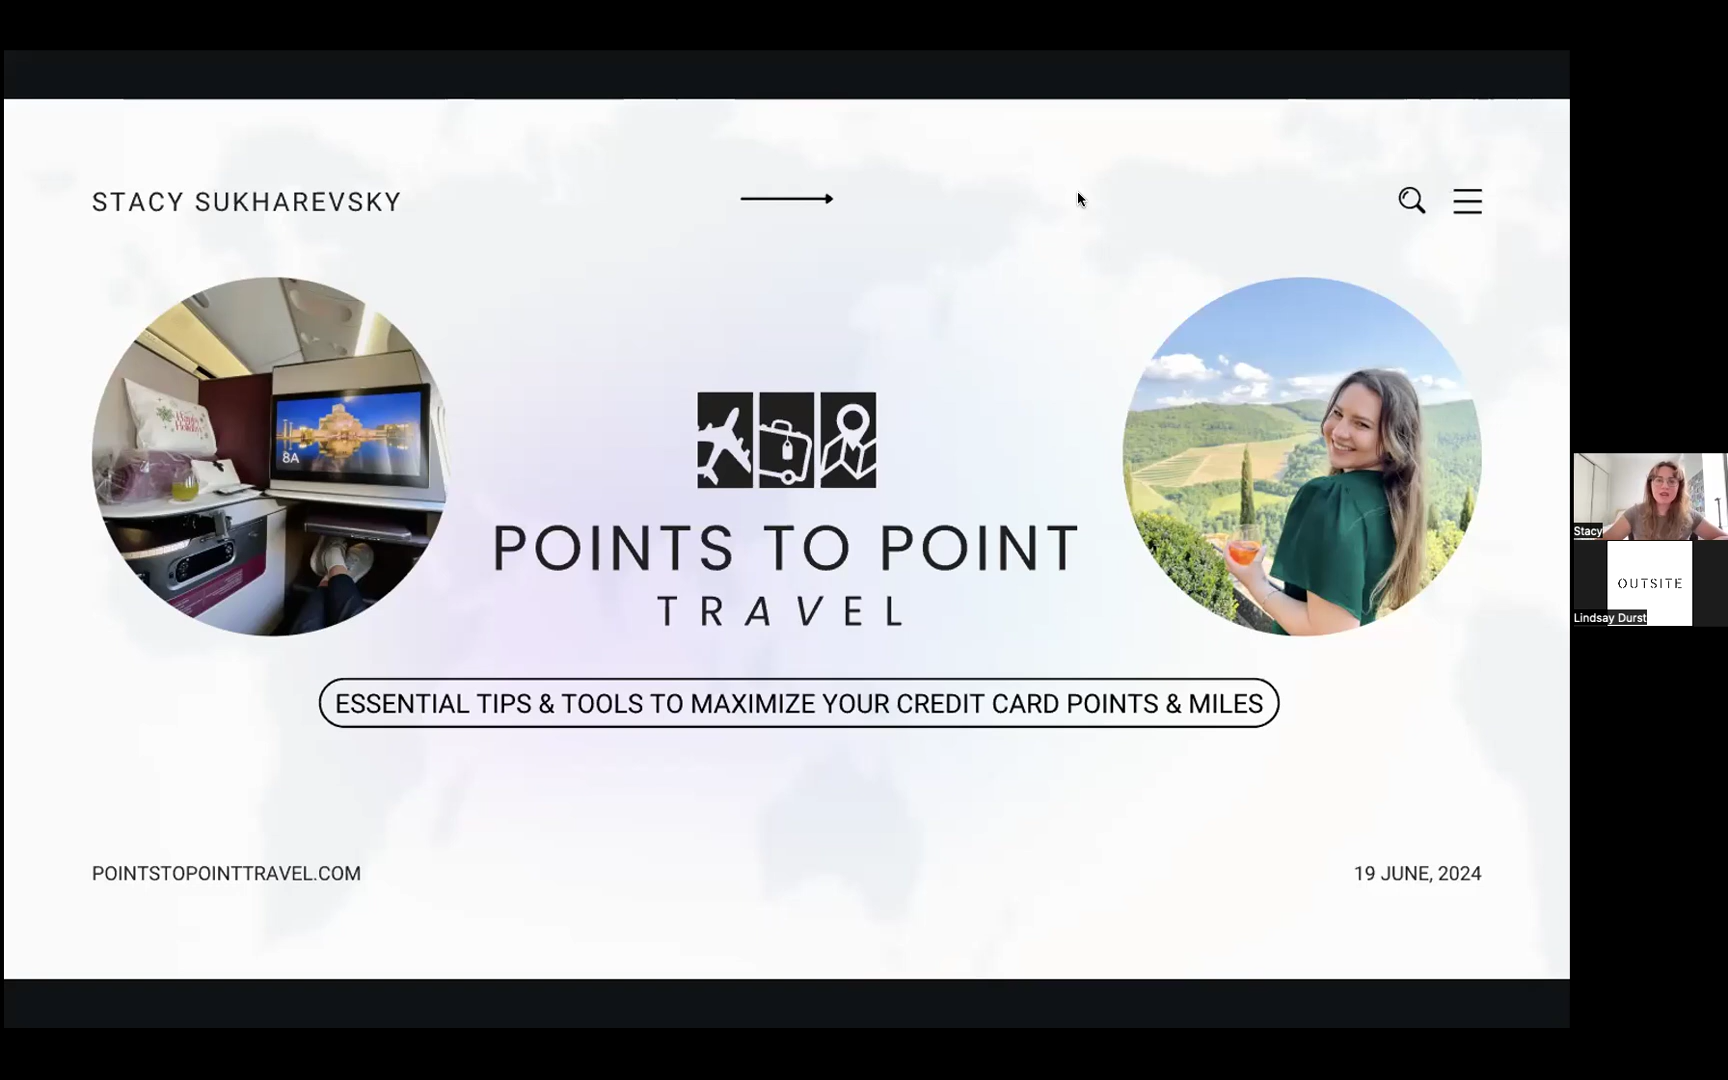 STACY SUKHAREVSKY
8A
POINTS TO POINT
TRAVEL
ESSENTIAL TIPS & TOOLS TO MAXIMIZE YOUR CREDIT CARD POINTS & MILES
POINTSTOPOINTTRAVEL.COM
19 JUNE, 2024
Stacy
OUTSITE
Lindsay Durst